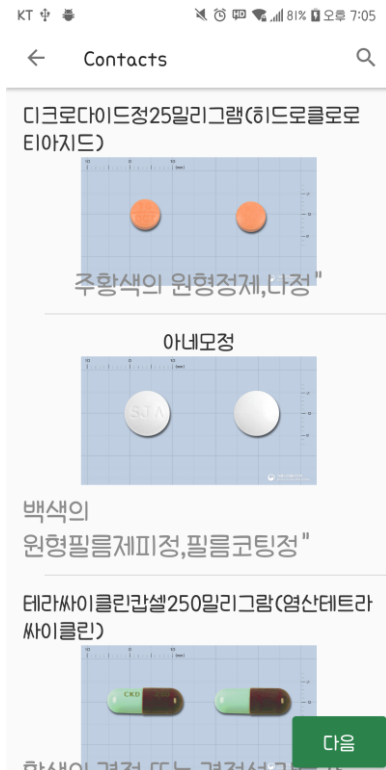 KT 81% 오후 7:05
Contacts
디크로다이드정25밀리그램(히드로클로로
티아지드)
주황색의 원형정제,나정"
아네모정
SJA
백색의
원형필름제피정,필름코팅정"
테라싸이클린캅셀250밀리그람(염산테트라
싸이클린)
CKD
다음